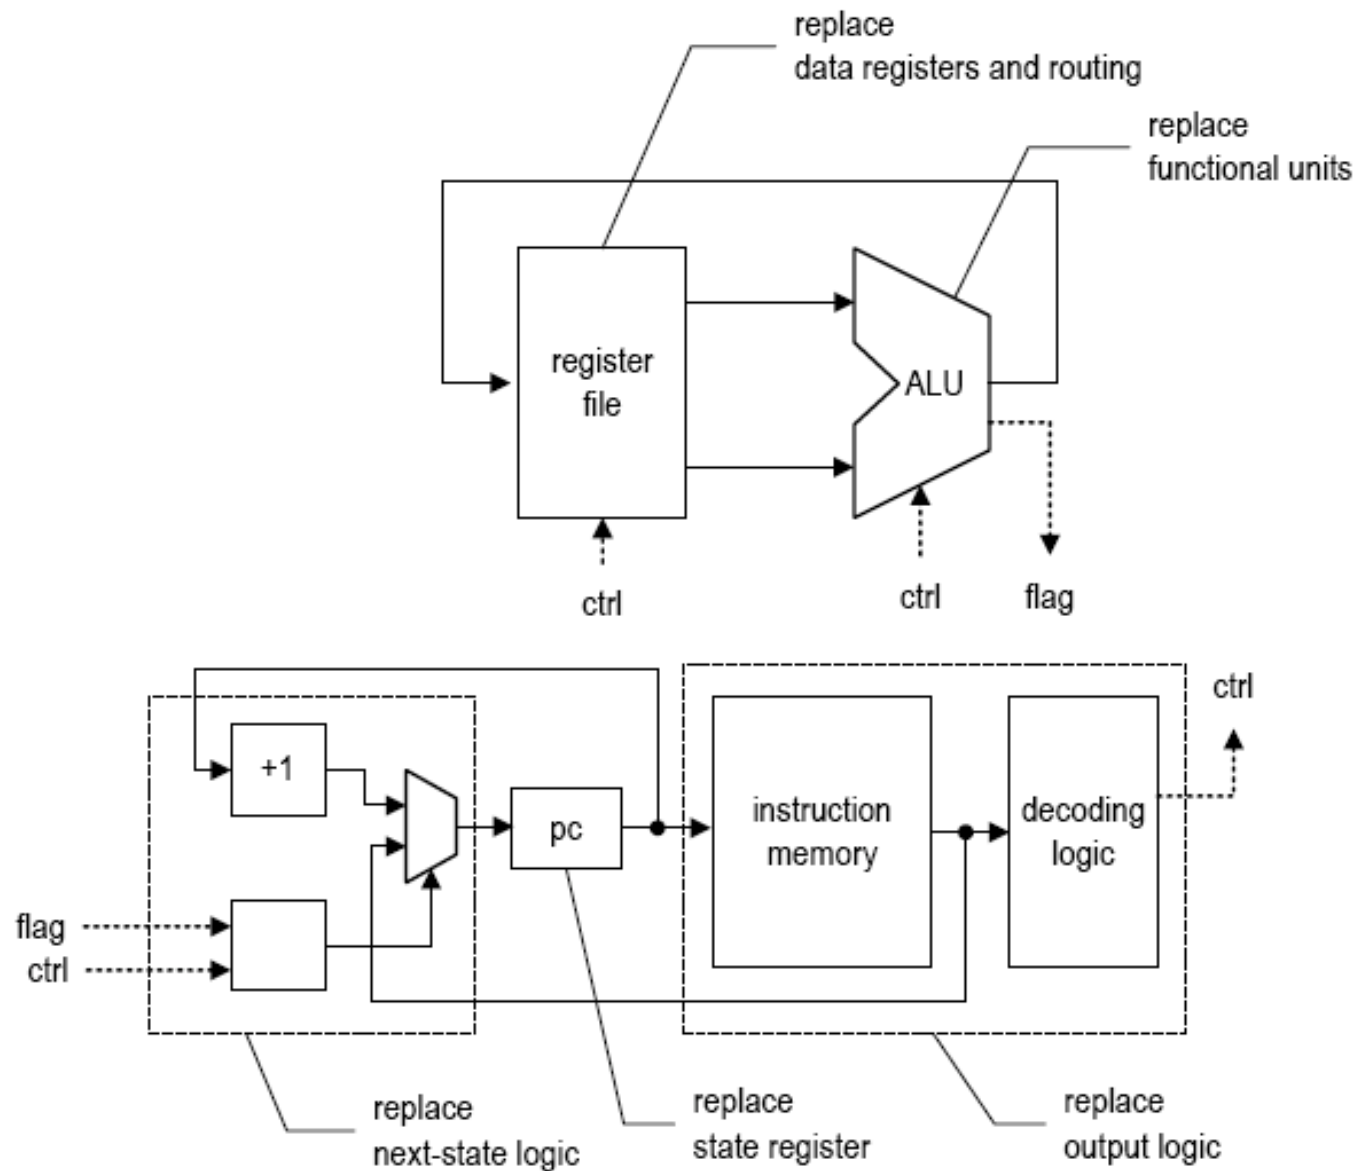 replace
data registers and routing
replace
functional units
register
file
ALU
ctrl
ctrl
flag
ctrl
+1
pc
instruction
memory
decoding
logic
flag
ctrl
replace
next-state logic
replace
state register
replace
output logic